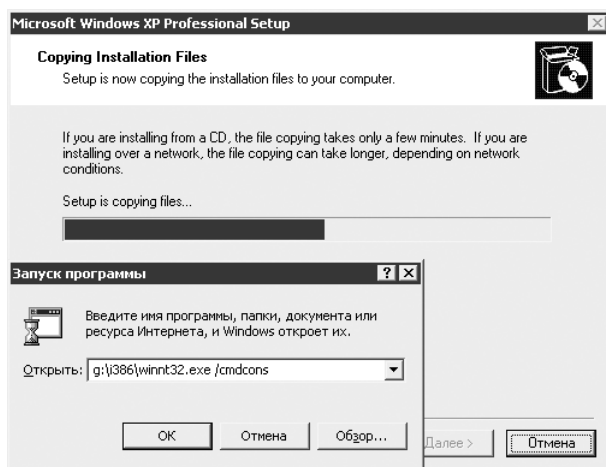 Microsoft Windows XP Professional Setup
Copying Installation Files
Setup is now copying the installation files to your computer.
If you are installing from a CD, the file copying takes only a few minutes. If you are
installing over a network, the file copying can take longer, depending on network
conditions.
Setup is copying files...
Запуск программы
Введите имя программы, папки, документа или
ресурса Интернета, и Windows откроет их.
Открыть: g:\i386\winnt32.exe /cmdcons
ОК Отмена Обзор...
Далее > Отмена